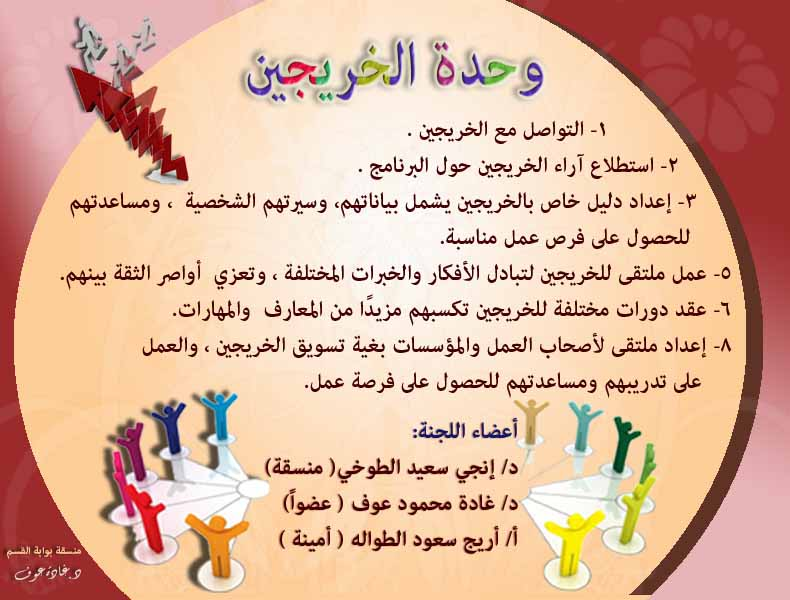 وحدة الخريجين
١- التواصل مع الخريجين .
٢- استطلاع آراء الخريجين حول البرنامج .
٣- إعداد دليل خاص بالخريجين يشمل بياناتهم، وسيرتهم الشخصية ، ومساعدتهم
للحصول على فرص عمل مناسبة.
٥- عمل ملتقى للخريجين لتبادل الأفكار والخبرات المختلفة ، وتعزي أواصر الثقة بينهم.
٦- عقد دورات مختلفة للخريجين تكسبهم مزيدًا من المعارف والمهارات.
٨- إعداد ملتقى لأصحاب العمل والمؤسسات بغية تسويق الخريجين ، والعمل
على تدريبهم ومساعدتهم للحصول على فرصة عمل.
أعضاء اللجنة:
د/ إنجي سعيد الطوخي( منسقة)
د/ غادة محمود عوف ( عضواً)
أ/ أريج سعود الطواله ( أمينة )
منسقة بوابة القسم
د.غادة عوف